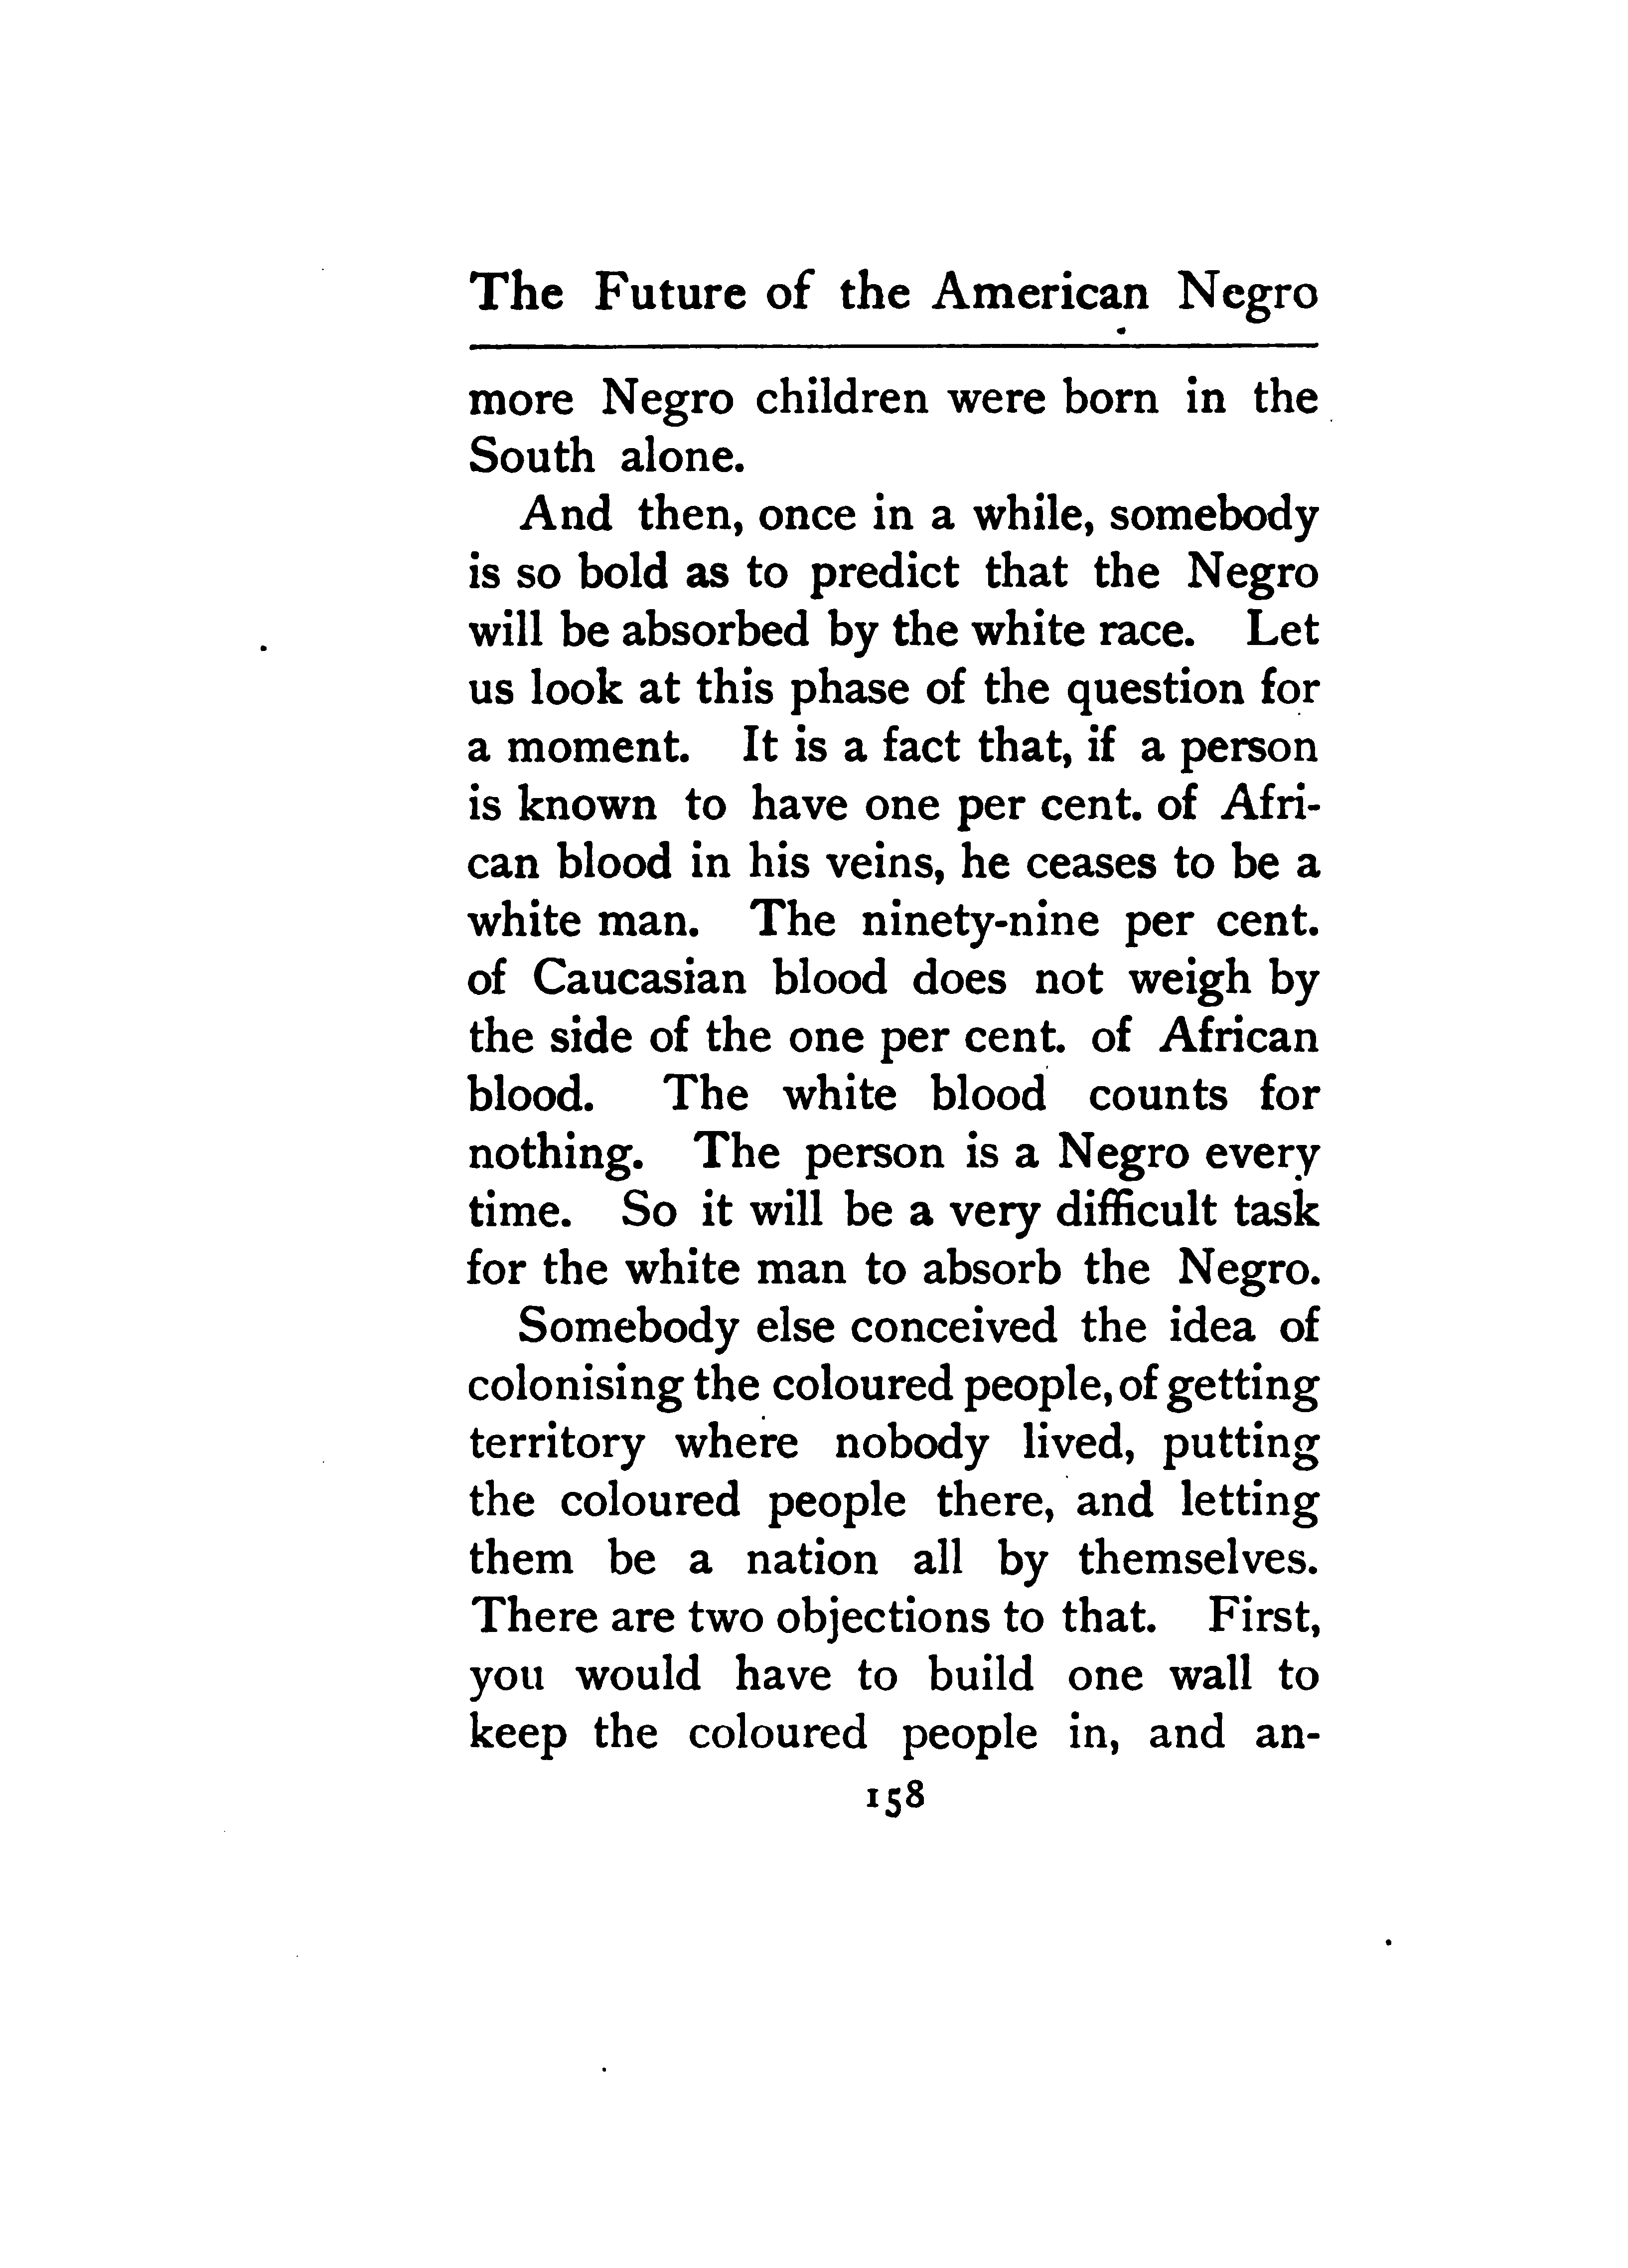 The Future of the American Negro
more Negro children were born in the
South alone.
And then, once in a while, somebody
is so bold as to predict that the Negro
will be absorbed by the white race. Let
us look at this phase of the question for
a moment. It is a fact that, if a person
is known to have one per cent. of Afri-
can blood in his veins, he ceases to be a
white man. The ninety-nine per cent.
of Caucasian blood does not weigh by
the side of the one per cent. of African
blood. The white blood counts for
nothing. The person is a Negro every
time. So it will be a very difficult task
for the white man to absorb the Negro.
Somebody else conceived the idea of
colonising the coloured people, of getting
territory where nobody lived, putting
the coloured people there, and letting
them be a nation all by themselves.
There are two objections to that. First,
you would have to build one wall to
keep the coloured people in, and an-
158